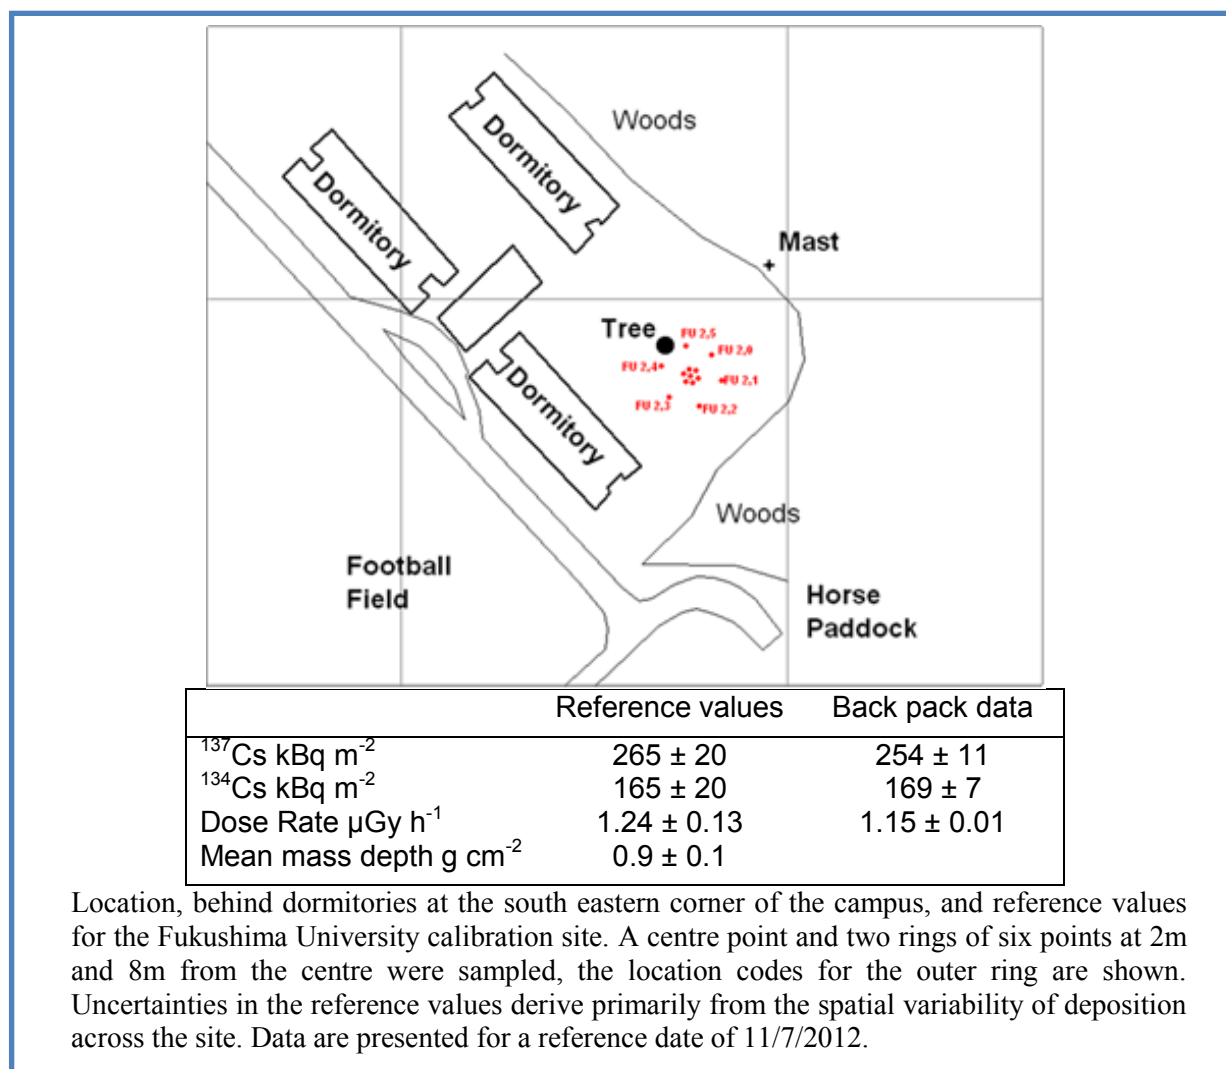 Woods
Dormitory
Dormitory
Mast
Tree
FU 2,5
FU 2,0
FU 2,4
FU 2,1
FU 2,3
FU 2,2
Dormitory
Woods
Football
Field
Horse
Paddock
Reference values Back pack data
¹³⁷Cs kBq m⁻² 265 ± 20 254 ± 11
¹³⁴Cs kBq m⁻² 165 ± 20 169 ± 7
Dose Rate µGy h⁻¹ 1.24 ± 0.13 1.15 ± 0.01
Mean mass depth g cm⁻² 0.9 ± 0.1
Location, behind dormitories at the south eastern corner of the campus, and reference values
for the Fukushima University calibration site. A centre point and two rings of six points at 2m
and 8m from the centre were sampled, the location codes for the outer ring are shown.
Uncertainties in the reference values derive primarily from the spatial variability of deposition
across the site. Data are presented for a reference date of 11/7/2012.